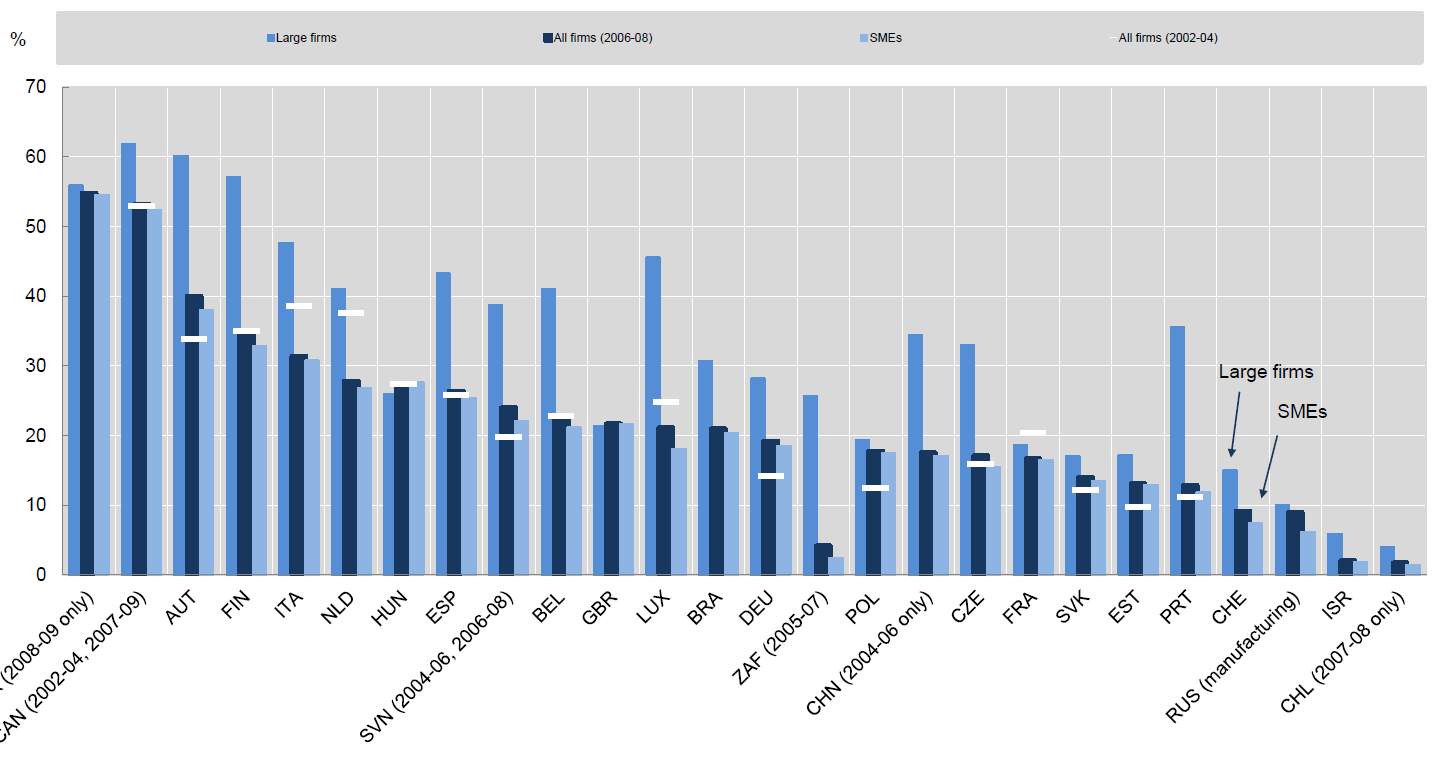 %
Large firms
All firms (2006-08)
SMEs
All firms (2002-04)
70
60
50
40
30
20
10
0
Large firms
SMEs
(2008-09 only)
CAN (2002-04, 2007-09)
AUT
FIN
ITA
NLD
HUN
ESP
SVN (2004-06, 2006-08)
BEL
GBR
LUX
BRA
DEU
ZAF (2005-07)
POL
CHN (2004-06 only)
CZE
FRA
SVK
EST
PRT
CHE
RUS (manufacturing)
ISR
CHL (2007-08 only)